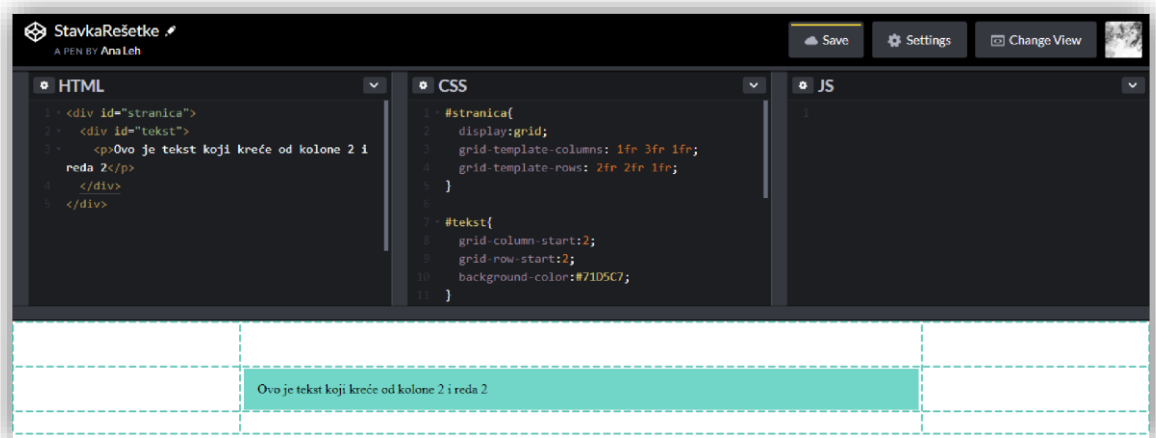 StavkaRešetke
A PEN BY Ana Leh
Save
Settings
Change View
HTML
1 <div id="stranica">
2 <div id="tekst">
3 <p>Ovo je tekst koji kreće od kolone 2 i
reda 2</p>
4 </div>
5 </div>
CSS
1 #stranica{
2 display:grid;
3 grid-template-columns: 1fr 3fr 1fr;
4 grid-template-rows: 2fr 2fr 1fr;
5 }
6
7 #tekst{
8 grid-column-start:2;
9 grid-row-start:2;
10 background-color:#71D5C7;
11 }
JS
1
Ovo je tekst koji kreće od kolone 2 i reda 2